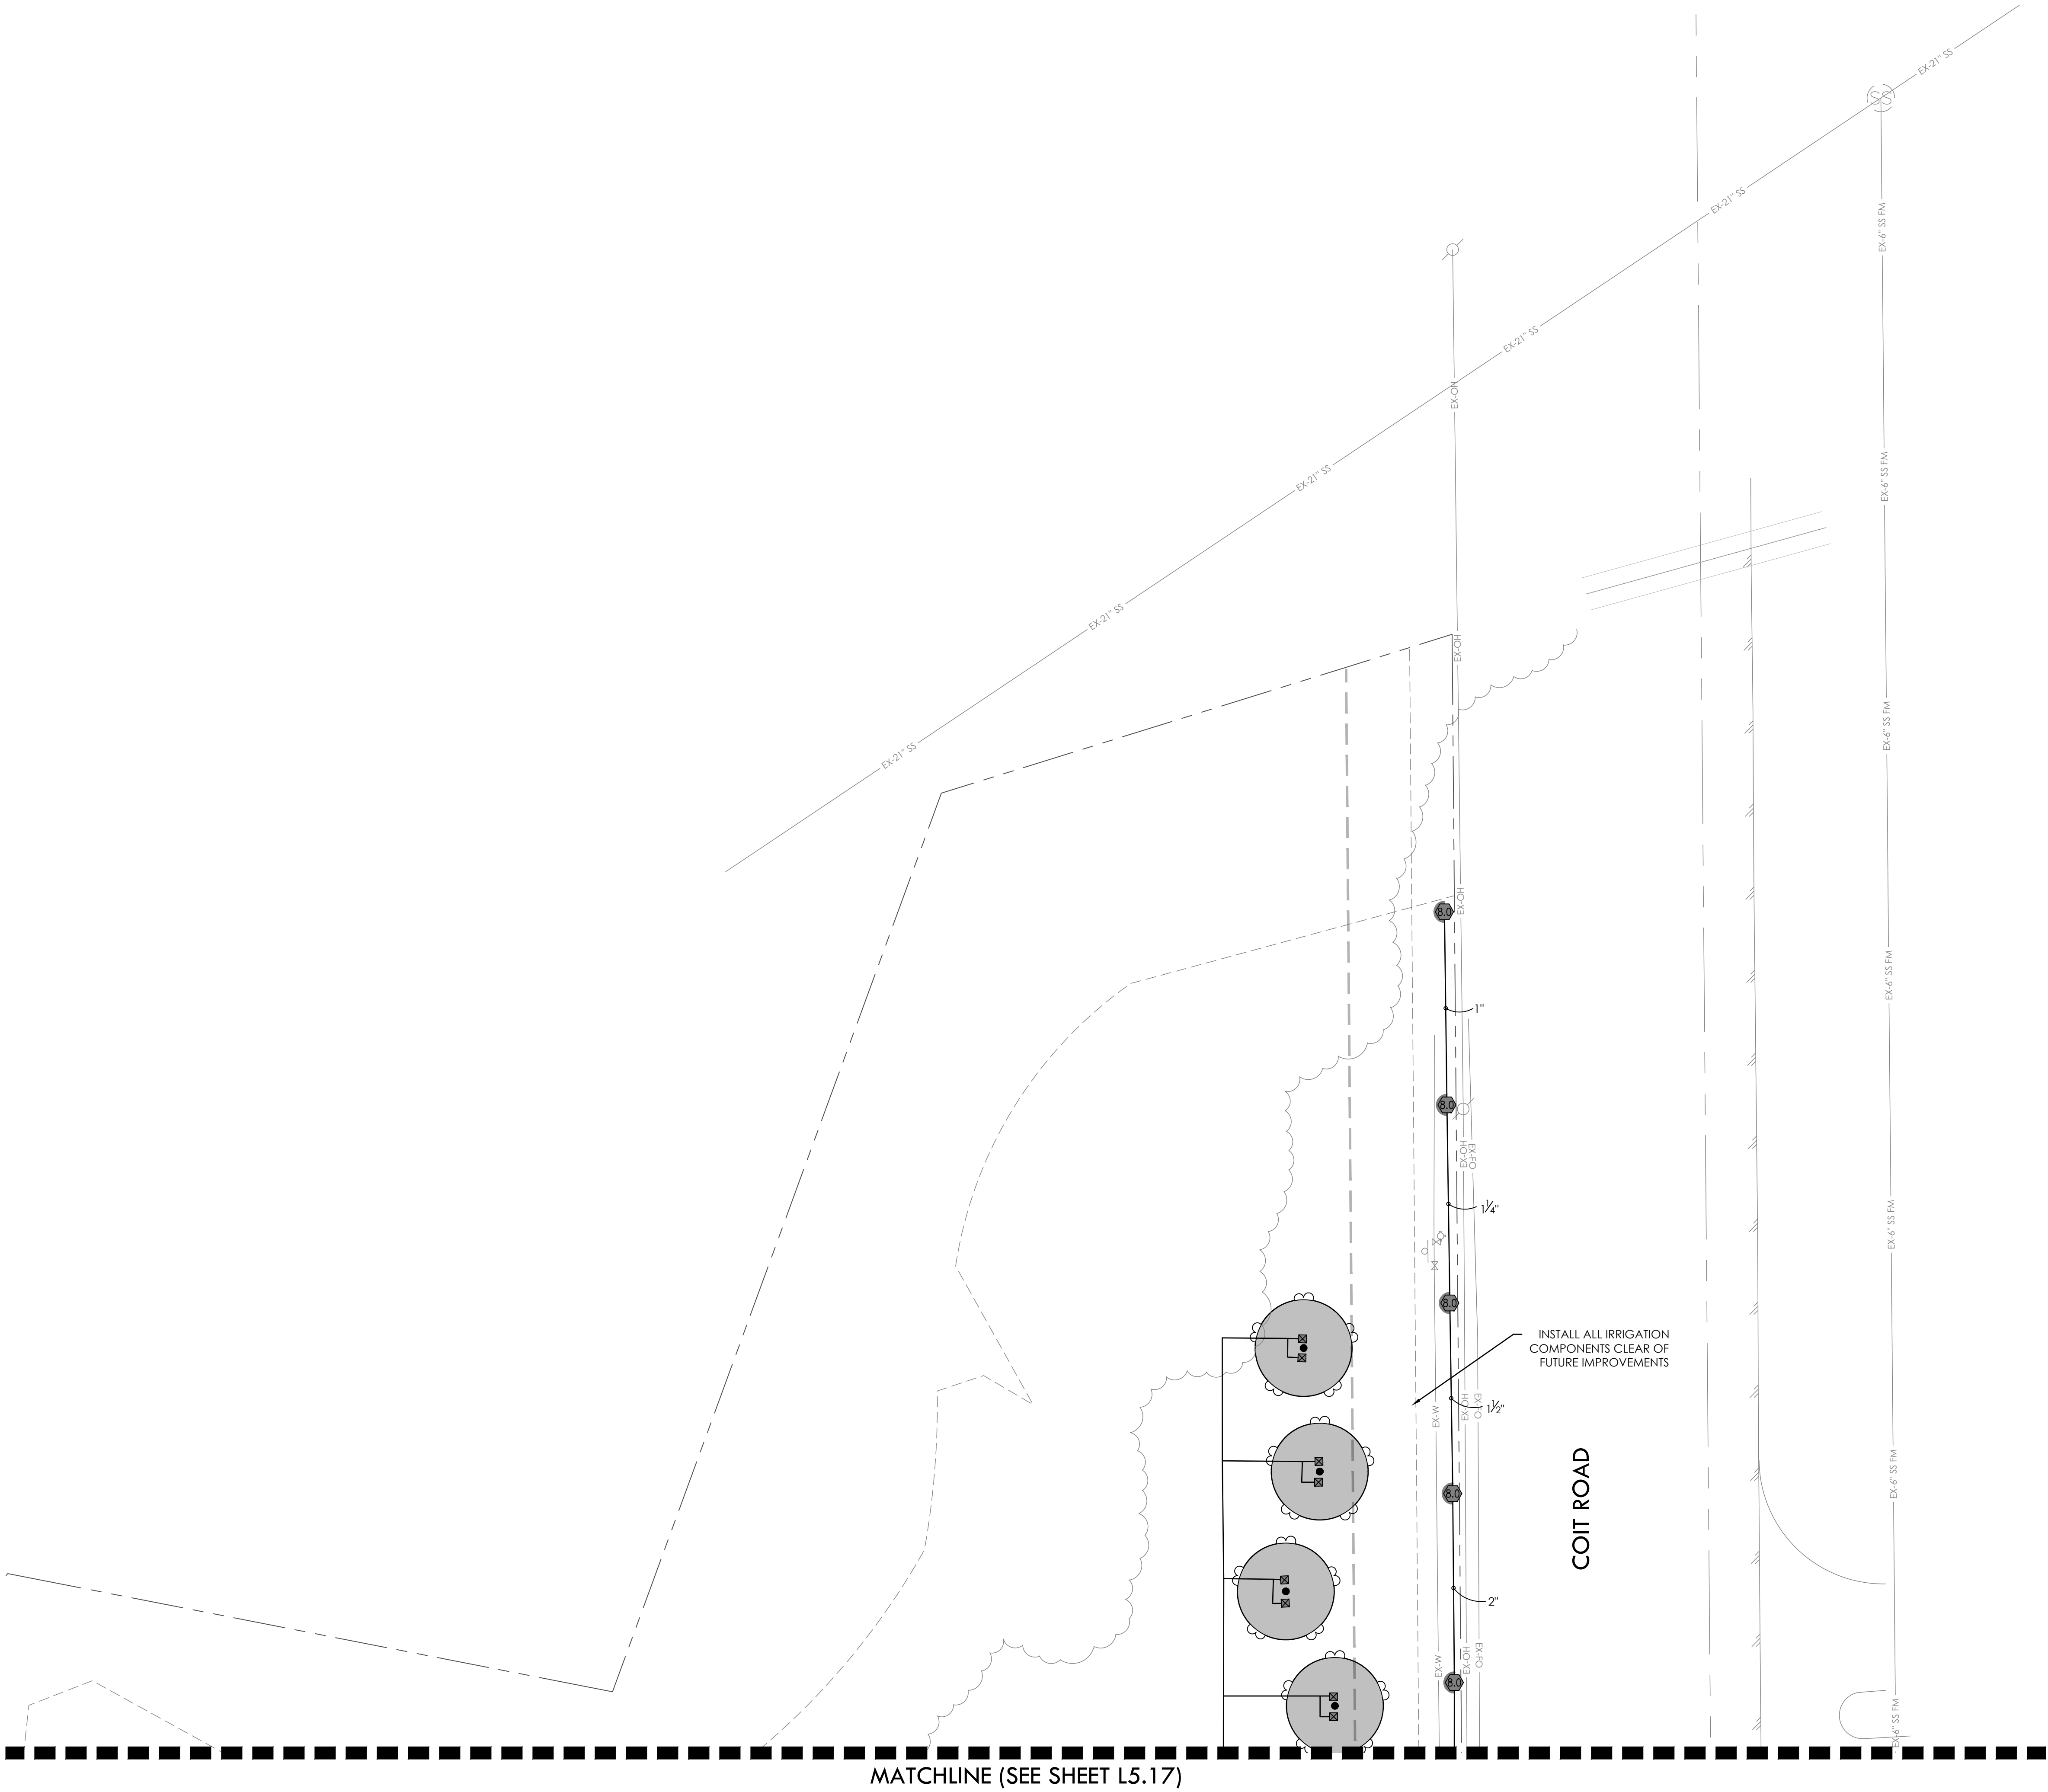 EX-21" SS
SS
EX-21" SS
EX-6" SS FM
EX-21" SS
EX-OH
EX-21" SS
EX-6" SS FM
EX-21" SS
EX-OH
EX-6" SS FM
EX-21" SS
EX-OH
8.0
EX-6" SS FM
1"
8.0
EX-OH
EX-FO
1¼"
EX-6" SS FM
8.0
INSTALL ALL IRRIGATION
COMPONENTS CLEAR OF
FUTURE IMPROVEMENTS
EX-W
EX-OH
EX-FO
1½"
EX-6" SS FM
8.0
COIT ROAD
2"
EX-W
EX-OH
EX-FO
8.0
EX-6" SS FM
MATCHLINE (SEE SHEET L5.17)